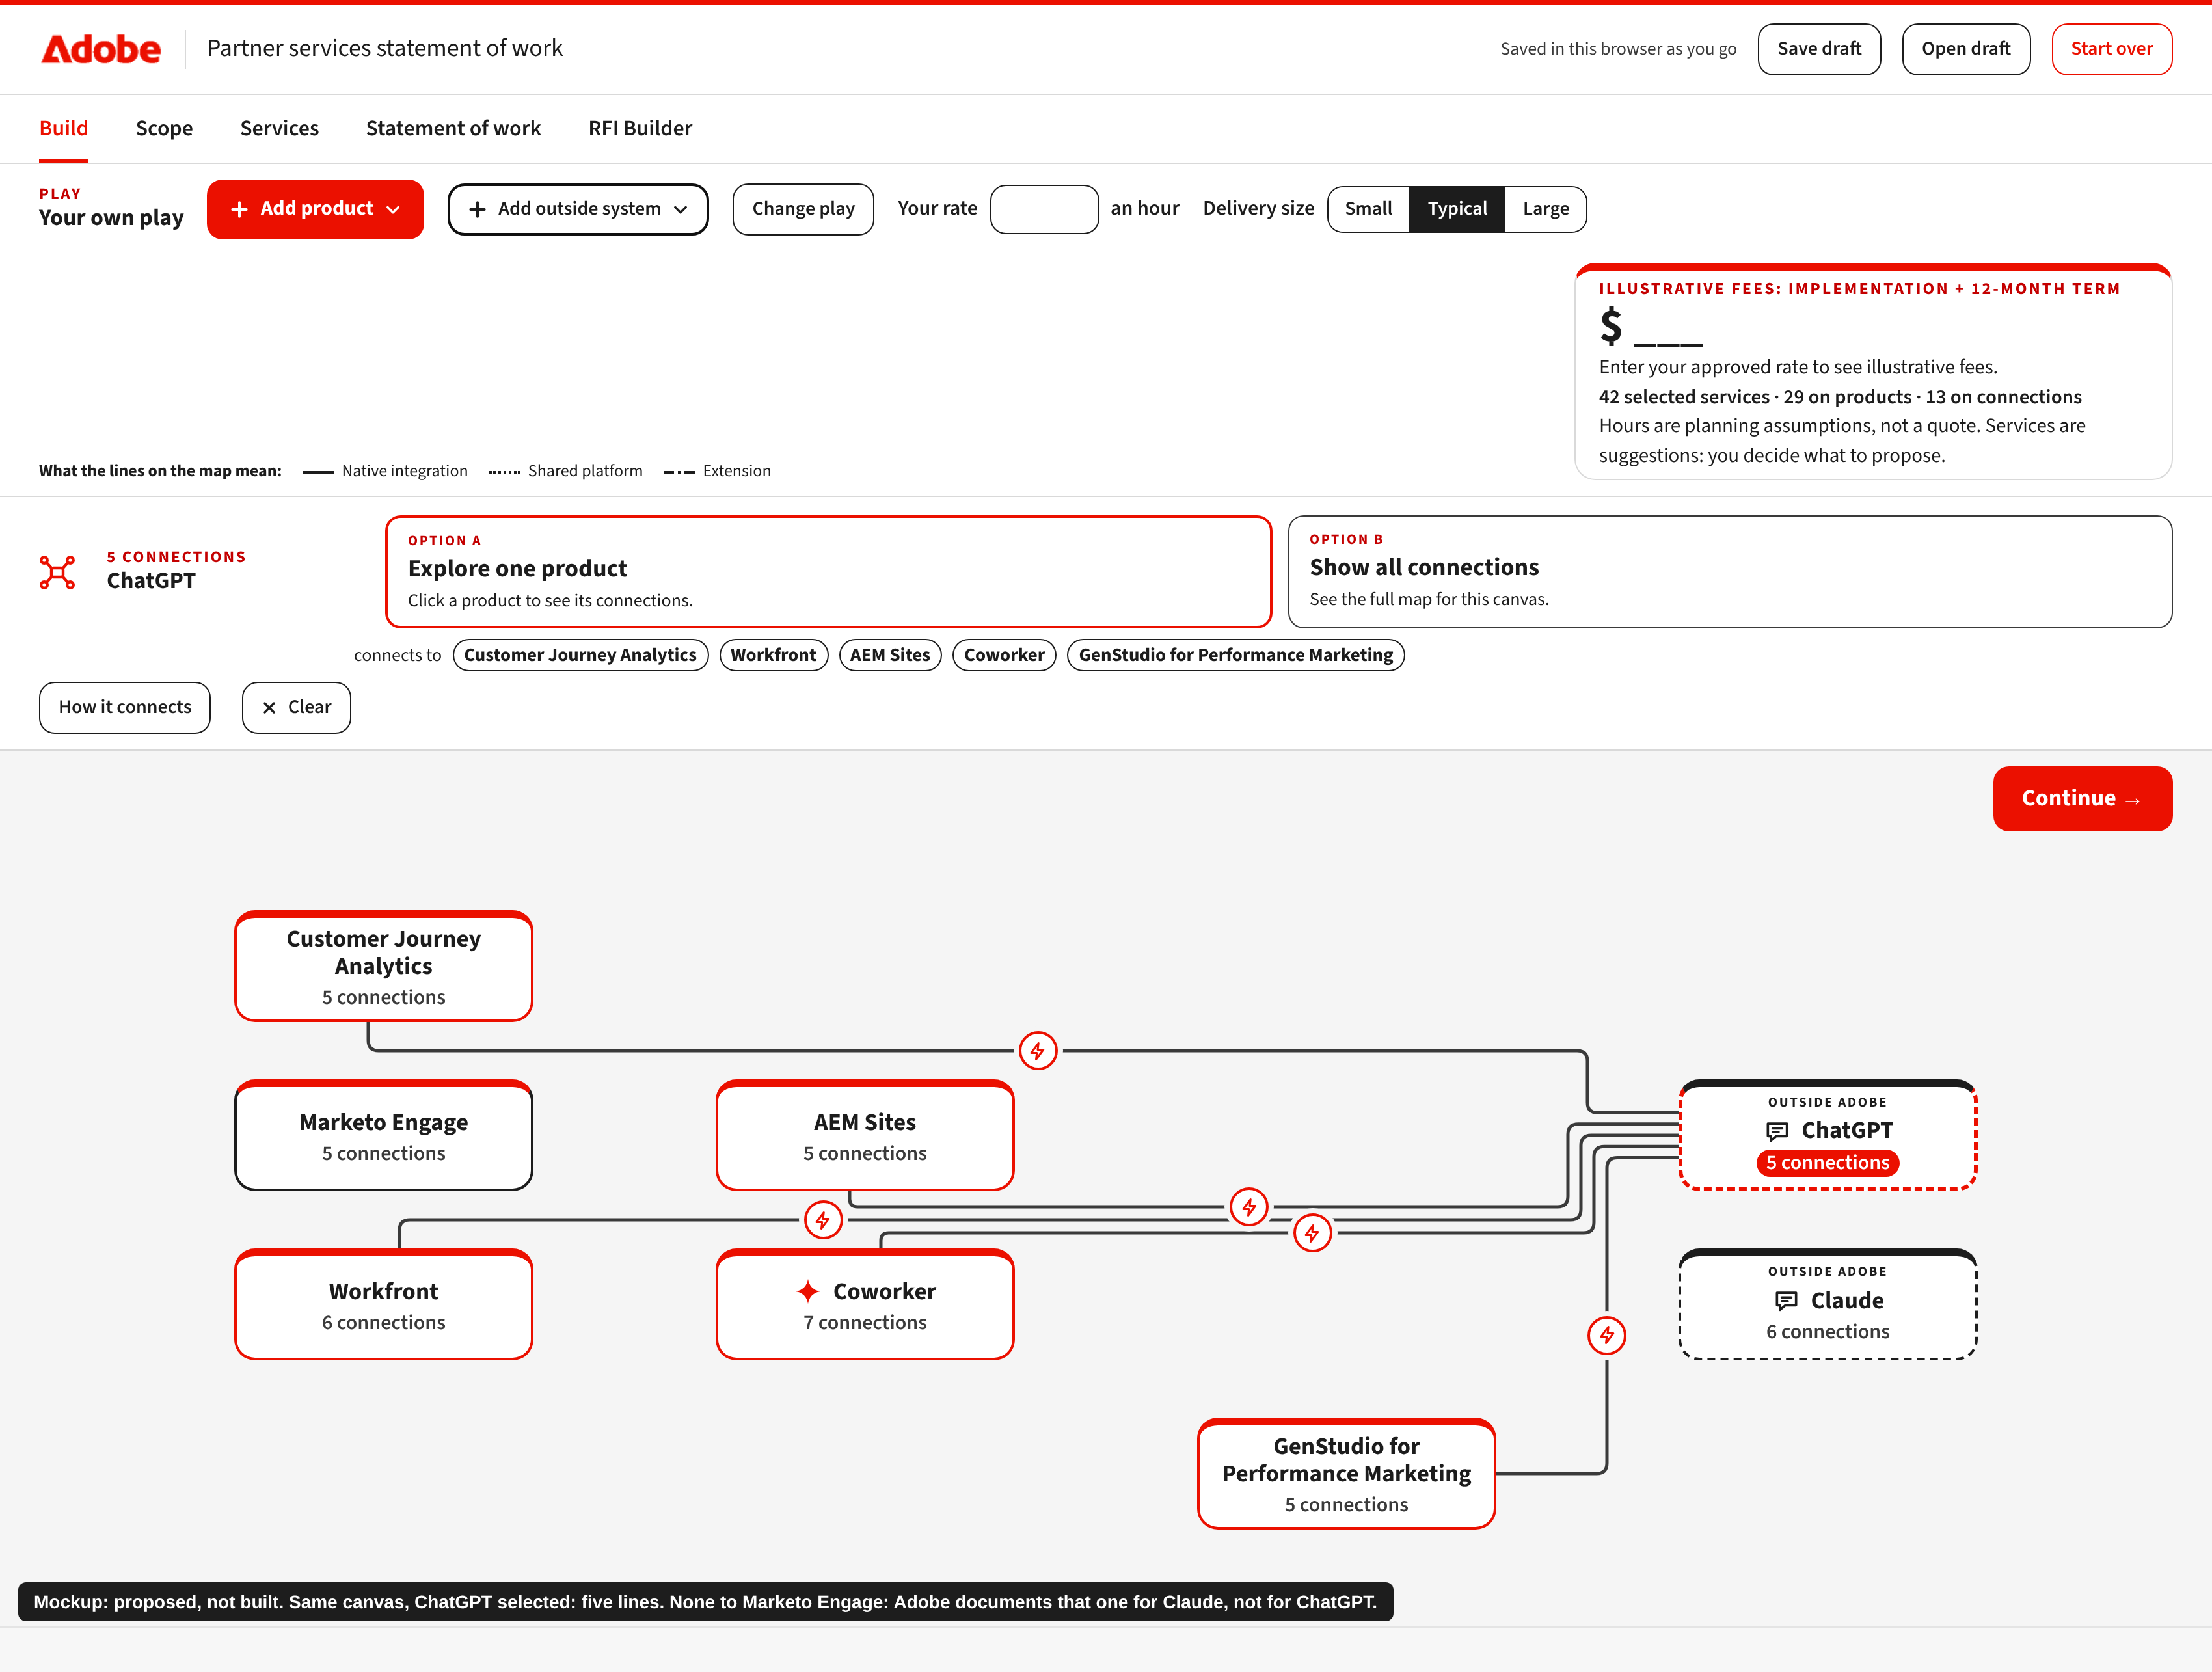 Adobe
Partner services statement of work
Saved in this browser as you go
Save draft
Open draft
Start over
Build
Scope
Services
Statement of work
RFI Builder
PLAY
Your own play
Add product
Add outside system
Change play
Your rate
an hour
Delivery size
Small
Typical
Large
ILLUSTRATIVE FEES: IMPLEMENTATION + 12-MONTH TERM
$ ___
Enter your approved rate to see illustrative fees.
42 selected services · 29 on products · 13 on connections
Hours are planning assumptions, not a quote. Services are
suggestions: you decide what to propose.
What the lines on the map mean:
Native integration
Shared platform
Extension
5 CONNECTIONS
ChatGPT
OPTION A
Explore one product
Click a product to see its connections.
OPTION B
Show all connections
See the full map for this canvas.
connects to
Customer Journey Analytics
Workfront
AEM Sites
Coworker
GenStudio for Performance Marketing
How it connects
Clear
Continue →
Customer Journey
Analytics
5 connections
Marketo Engage
5 connections
AEM Sites
5 connections
OUTSIDE ADOBE
ChatGPT
5 connections
Workfront
6 connections
Coworker
7 connections
OUTSIDE ADOBE
Claude
6 connections
GenStudio for
Performance Marketing
5 connections
Mockup: proposed, not built. Same canvas, ChatGPT selected: five lines. None to Marketo Engage: Adobe documents that one for Claude, not for ChatGPT.